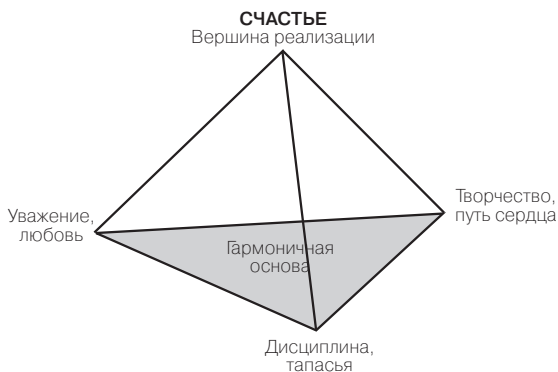 СЧАСТЬЕ
Вершина реализации
Уважение,
любовь
Творчество,
путь сердца
Гармоничная
основа
Дисциплина,
тапасья